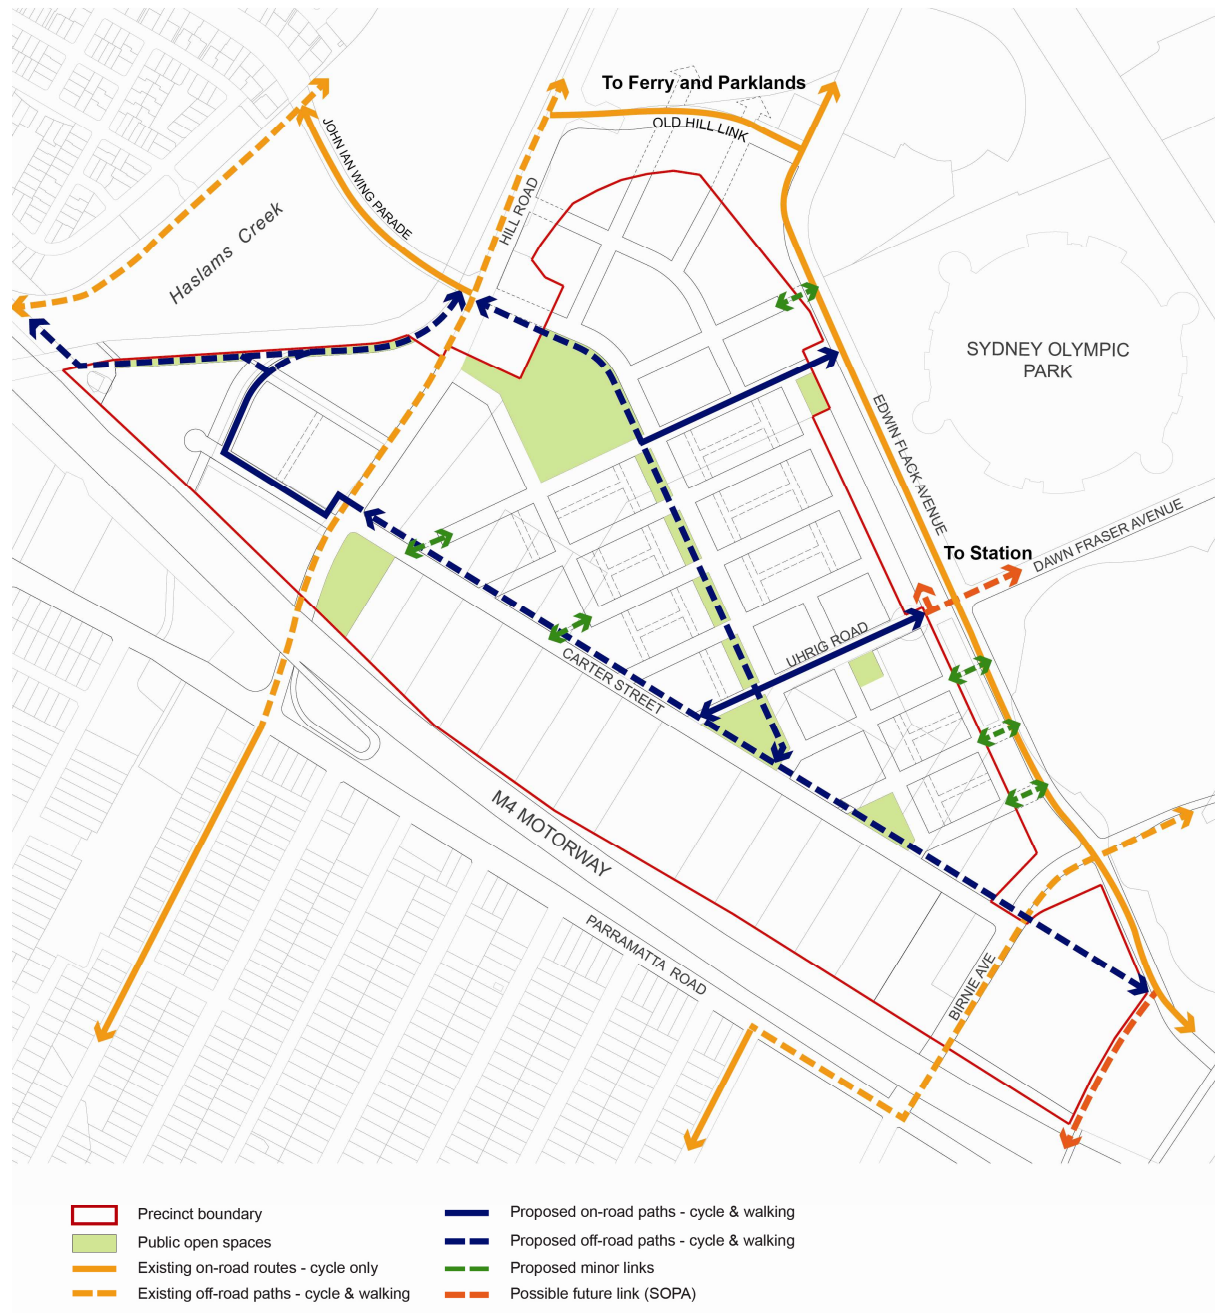 To Ferry and Parklands
OLD HILL LINK
JOHN IAN WING PARADE
HILL ROAD
Haslams Creek
SYDNEY OLYMPIC
PARK
EDWIN FLACK AVENUE
To Station
DAWN FRASER AVENUE
UHRIG ROAD
CARTER STREET
M4 MOTORWAY
PARRAMATTA ROAD
BIRNIE AVE
Precinct boundary
Public open spaces
Existing on-road routes - cycle only
Existing off-road paths - cycle & walking
Proposed on-road paths - cycle & walking
Proposed off-road paths - cycle & walking
Proposed minor links
Possible future link (SOPA)